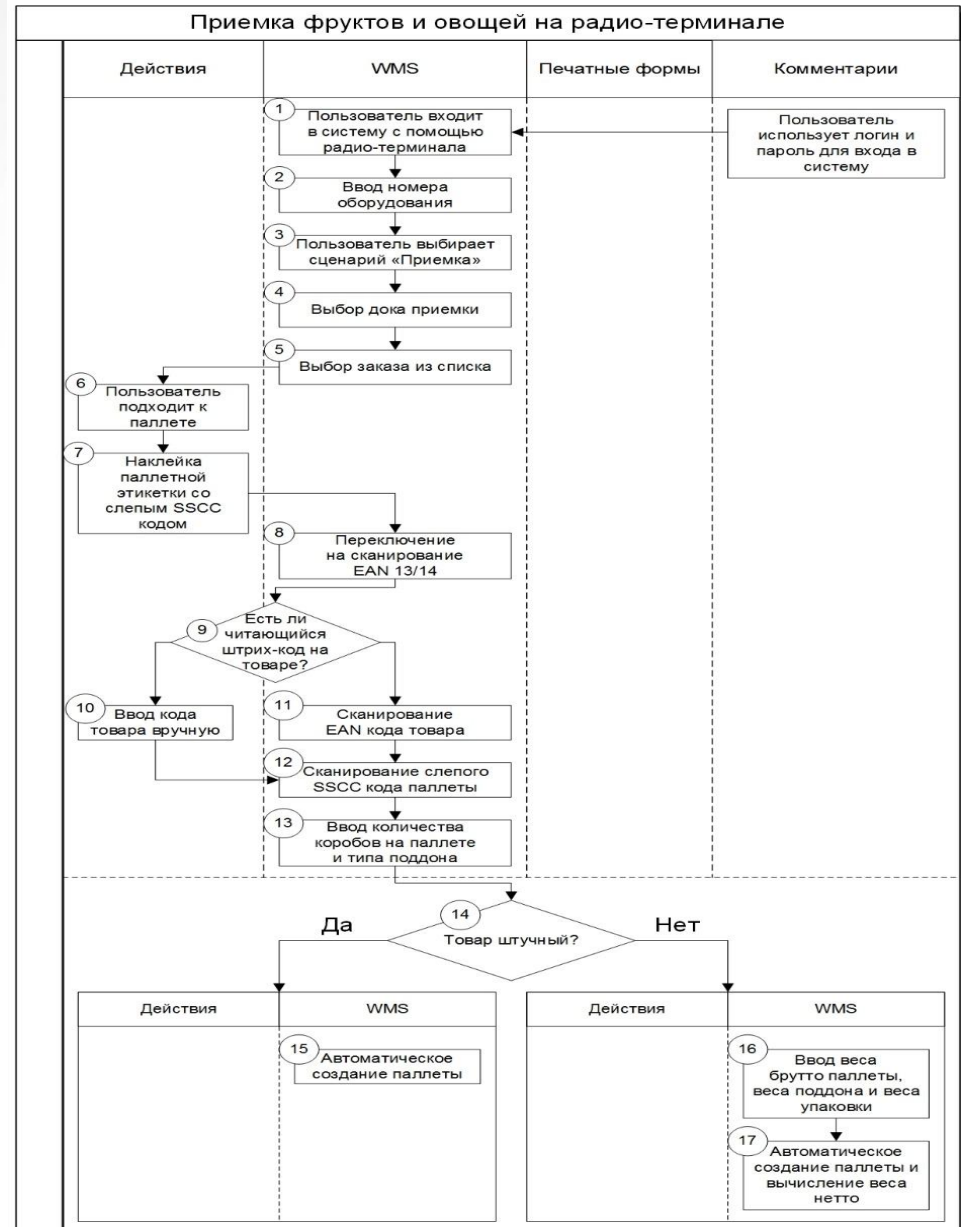 Приемка фруктов и овощей на радио-терминале
Действия
WMS
Печатные формы
Комментарии
1
Пользователь входит
в систему с помощью
радио-терминала
Пользователь
использует логин и
пароль для входа в
систему
2
Ввод номера
оборудования
3
Пользователь выбирает
сценарий «Приемка»
4
Выбор дока приемки
5
Выбор заказа из списка
6
Пользователь
подходит к
паллете
7
Наклейка
паллетной
этикетки со
слепым SSCC
кодом
8
Переключение
на сканирование
EAN 13/14
9
Есть ли
читающийся
штрих-код на
товаре?
10
Ввод кода
товара вручную
11
Сканирование
EAN кода товара
12
Сканирование слепого
SSCC кода паллеты
13
Ввод количества
коробов на паллете
и типа поддона
14
Товар штучный?
Да
Нет
Действия
WMS
Действия
WMS
15
Автоматическое
создание паллеты
16
Ввод веса
брутто паллеты,
веса поддона и веса
упаковки
17
Автоматическое
создание паллеты и
вычисление веса
нетто